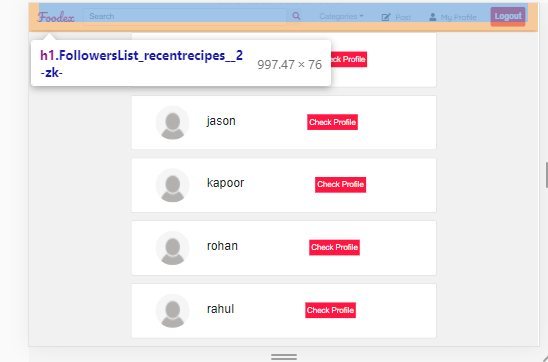 Foodex Search Categories Post My Profile Logout
h1.FollowersList_recentrecipes__2
-zk- 997.47 × 76
ck Profile
jason Check Profile
kapoor Check Profile
rohan Check Profile
rahul Check Profile